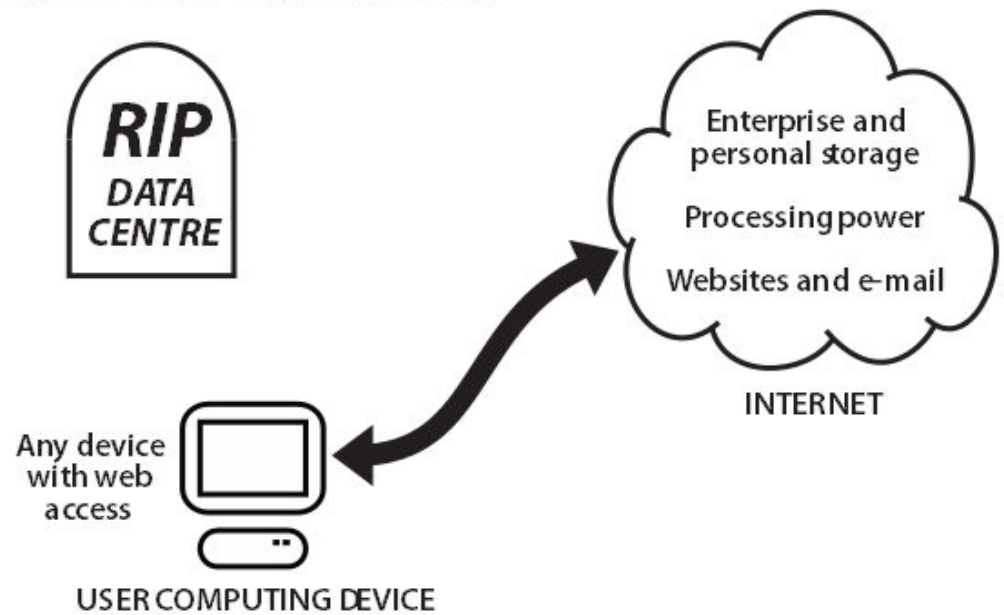 RIP
DATA
CENTRE
Enterprise and
personal storage
Processing power
Websites and e-mail
INTERNET
Any device
with web
access
USER COMPUTING DEVICE